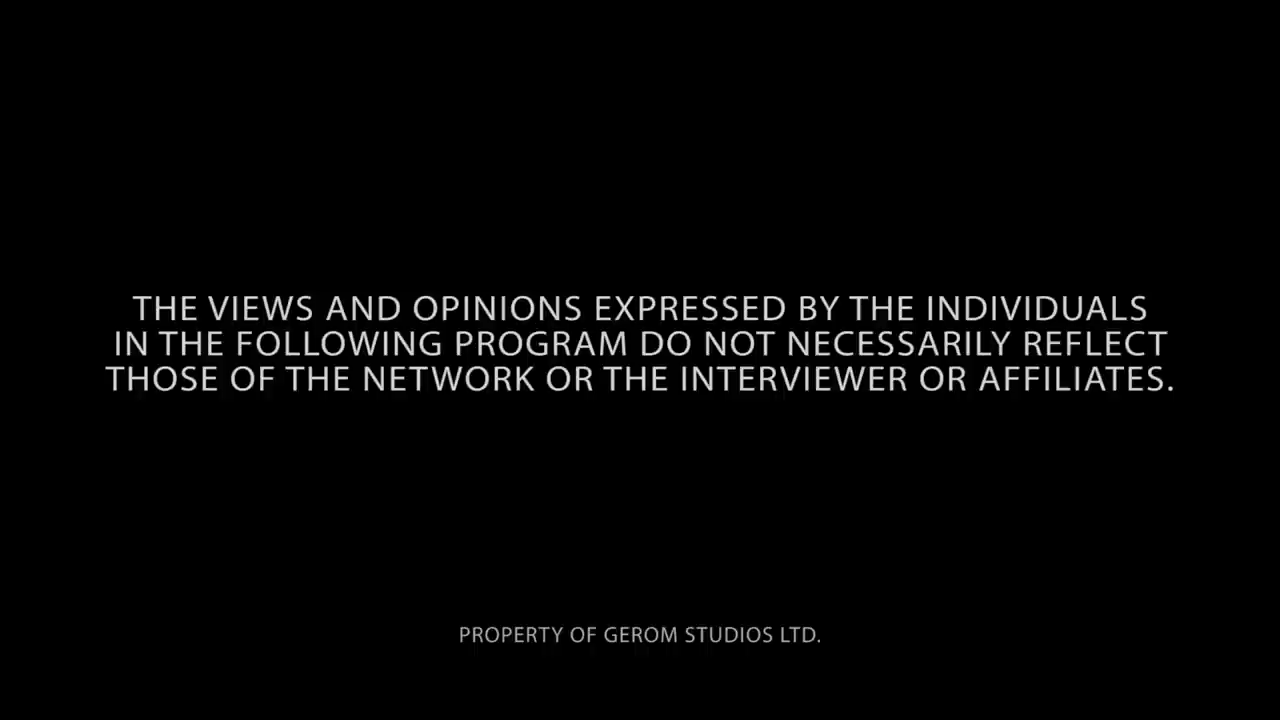 THE VIEWS AND OPINIONS EXPRESSED BY THE INDIVIDUALS
IN THE FOLLOWING PROGRAM DO NOT NECESSARILY REFLECT
THOSE OF THE NETWORK OR THE INTERVIEWER OR AFFILIATES.
PROPERTY OF GEROM STUDIOS LTD.